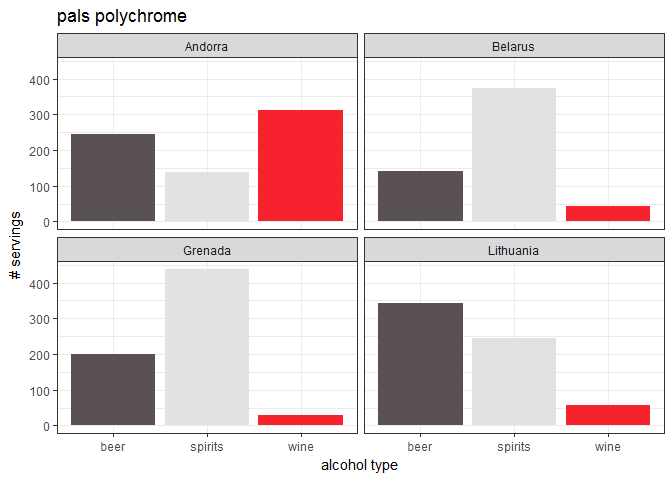 pals polychrome
Andorra
Belarus
400
300
200
100
0
Grenada
Lithuania
400
300
200
100
0
# servings
beer
spirits
wine
beer
spirits
wine
alcohol type